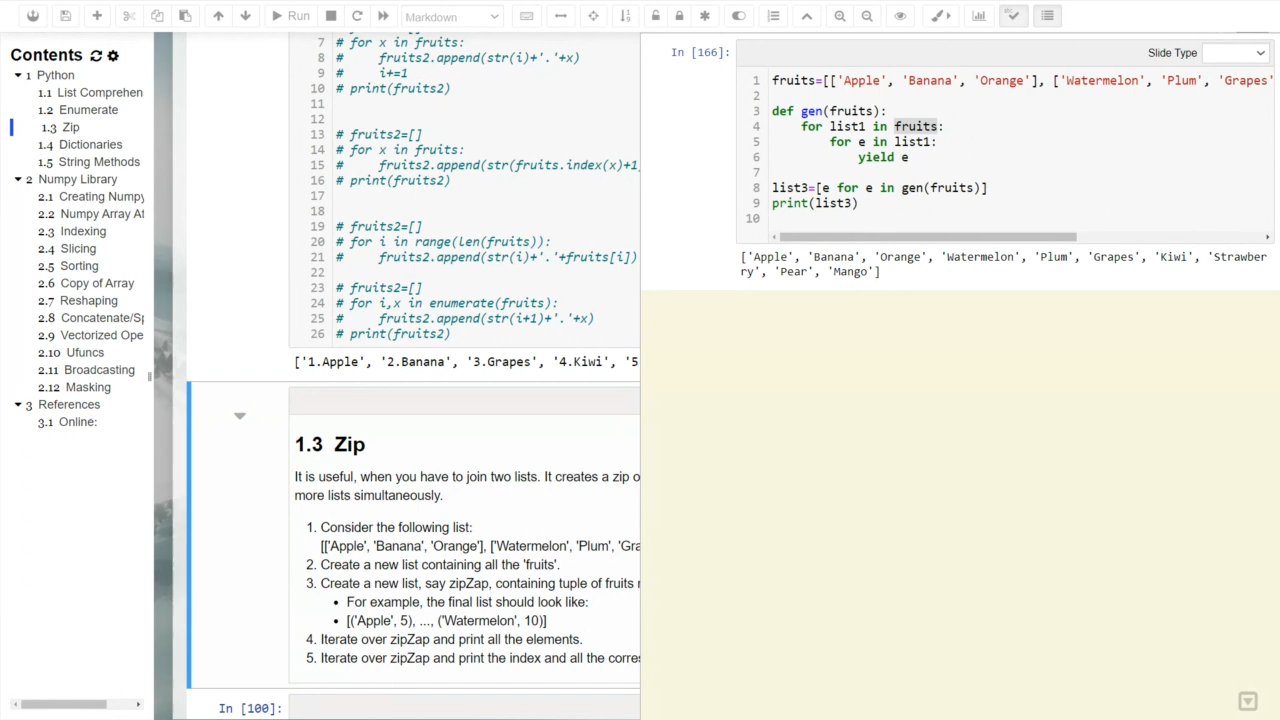 Run
Markdown
Contents
1 Python
1.1 List Comprehen
1.2 Enumerate
1.3 Zip
1.4 Dictionaries
1.5 String Methods
2 Numpy Library
2.1 Creating Numpy
2.2 Numpy Array At
2.3 Indexing
2.4 Slicing
2.5 Sorting
2.6 Copy of Array
2.7 Reshaping
2.8 Concatenate/Sp
2.9 Vectorized Ope
2.10 Ufuncs
2.11 Broadcasting
2.12 Masking
3 References
3.1 Online:
7 # for x in fruits:
8 #     fruits2.append(str(i)+'.'+x)
9 #     i+=1
10 # print(fruits2)
11
12
13 # fruits2=[]
14 # for x in fruits:
15 #     fruits2.append(str(fruits.index(x)+1
16 # print(fruits2)
17
18
19 # fruits2=[]
20 # for i in range(len(fruits)):
21 #     fruits2.append(str(i)+'.'+fruits[i])
22
23 # fruits2=[]
24 # for i,x in enumerate(fruits):
25 #     fruits2.append(str(i+1)+'.'+x)
26 # print(fruits2)
['1.Apple', '2.Banana', '3.Grapes', '4.Kiwi', '5
1.3 Zip
It is useful, when you have to join two lists. It creates a zip o
more lists simultaneously.
1. Consider the following list:
[['Apple', 'Banana', 'Orange'], ['Watermelon', 'Plum', 'Gra
2. Create a new list containing all the 'fruits'.
3. Create a new list, say zipZap, containing tuple of fruits
• For example, the final list should look like:
• [('Apple', 5), ..., ('Watermelon', 10)]
4. Iterate over zipZap and print all the elements.
5. Iterate over zipZap and print the index and all the corres
In [100]:
In [166]:
Slide Type
1 fruits=[['Apple', 'Banana', 'Orange'], ['Watermelon', 'Plum', 'Grapes'
2
3 def gen(fruits):
4     for list1 in fruits:
5         for e in list1:
6             yield e
7
8 list3=[e for e in gen(fruits)]
9 print(list3)
10
['Apple', 'Banana', 'Orange', 'Watermelon', 'Plum', 'Grapes', 'Kiwi', 'Strawber
ry', 'Pear', 'Mango']